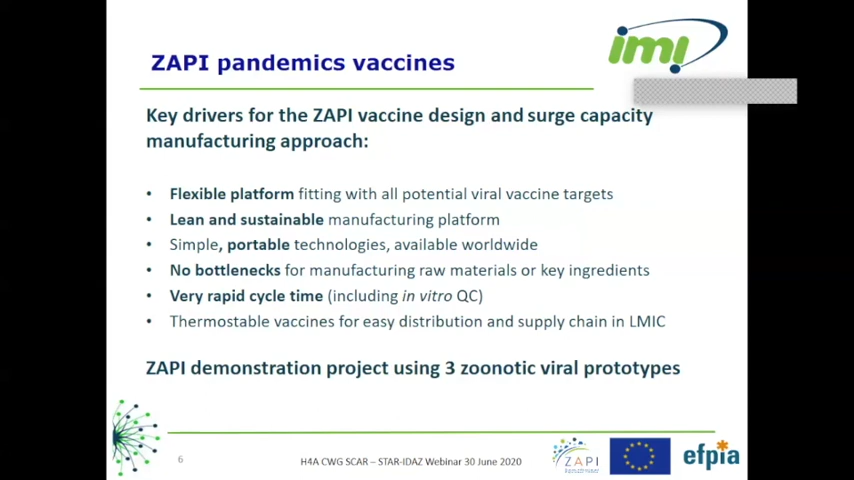 imi
ZAPI pandemics vaccines
Key drivers for the ZAPI vaccine design and surge capacity
manufacturing approach:
• Flexible platform fitting with all potential viral vaccine targets
• Lean and sustainable manufacturing platform
• Simple, portable technologies, available worldwide
• No bottlenecks for manufacturing raw materials or key ingredients
• Very rapid cycle time (including in vitro QC)
• Thermostable vaccines for easy distribution and supply chain in LMIC
ZAPI demonstration project using 3 zoonotic viral prototypes
6
H4A CWG SCAR – STAR-IDAZ Webinar 30 June 2020
ZAPI
efpia